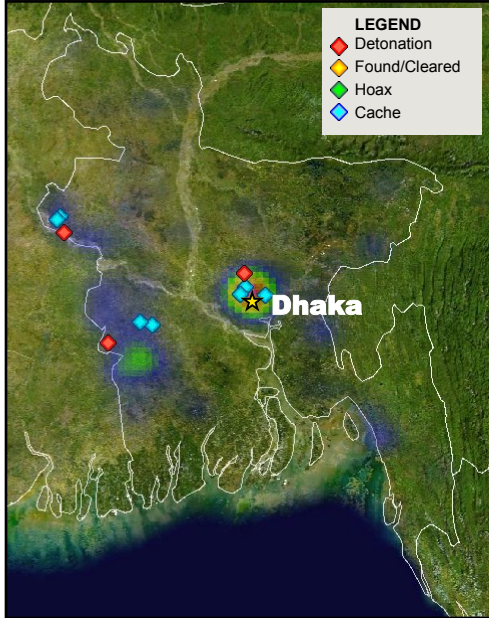 LEGEND
Detonation
Found/Cleared
Hoax
Cache
Dhaka